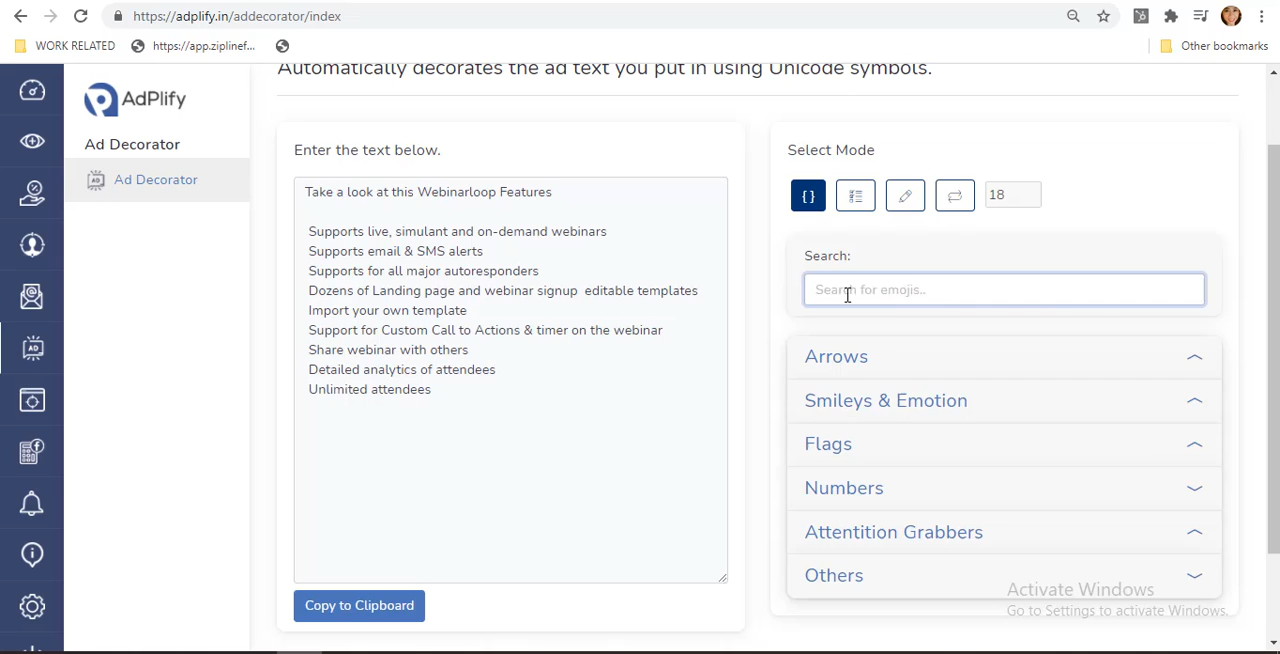 https://adplify.in/addecorator/index
WORK RELATED
https://app.ziplinef...
Other bookmarks
AdPlify
Ad Decorator
AD
Ad Decorator
AD
Automatically decorates the ad text you put in using Unicode symbols.
Enter the text below.
Take a look at this Webinarloop Features
Supports live, simulant and on-demand webinars
Supports email & SMS alerts
Supports for all major autoresponders
Dozens of Landing page and webinar signup editable templates
Import your own template
Support for Custom Call to Actions & timer on the webinar
Share webinar with others
Detailed analytics of attendees
Unlimited attendees
Copy to Clipboard
Select Mode
{} 18
Search:
Search for emojis..
Arrows
Smileys & Emotion
Flags
Numbers
Attentition Grabbers
Others
Activate Windows
Go to Settings to activate Windows.